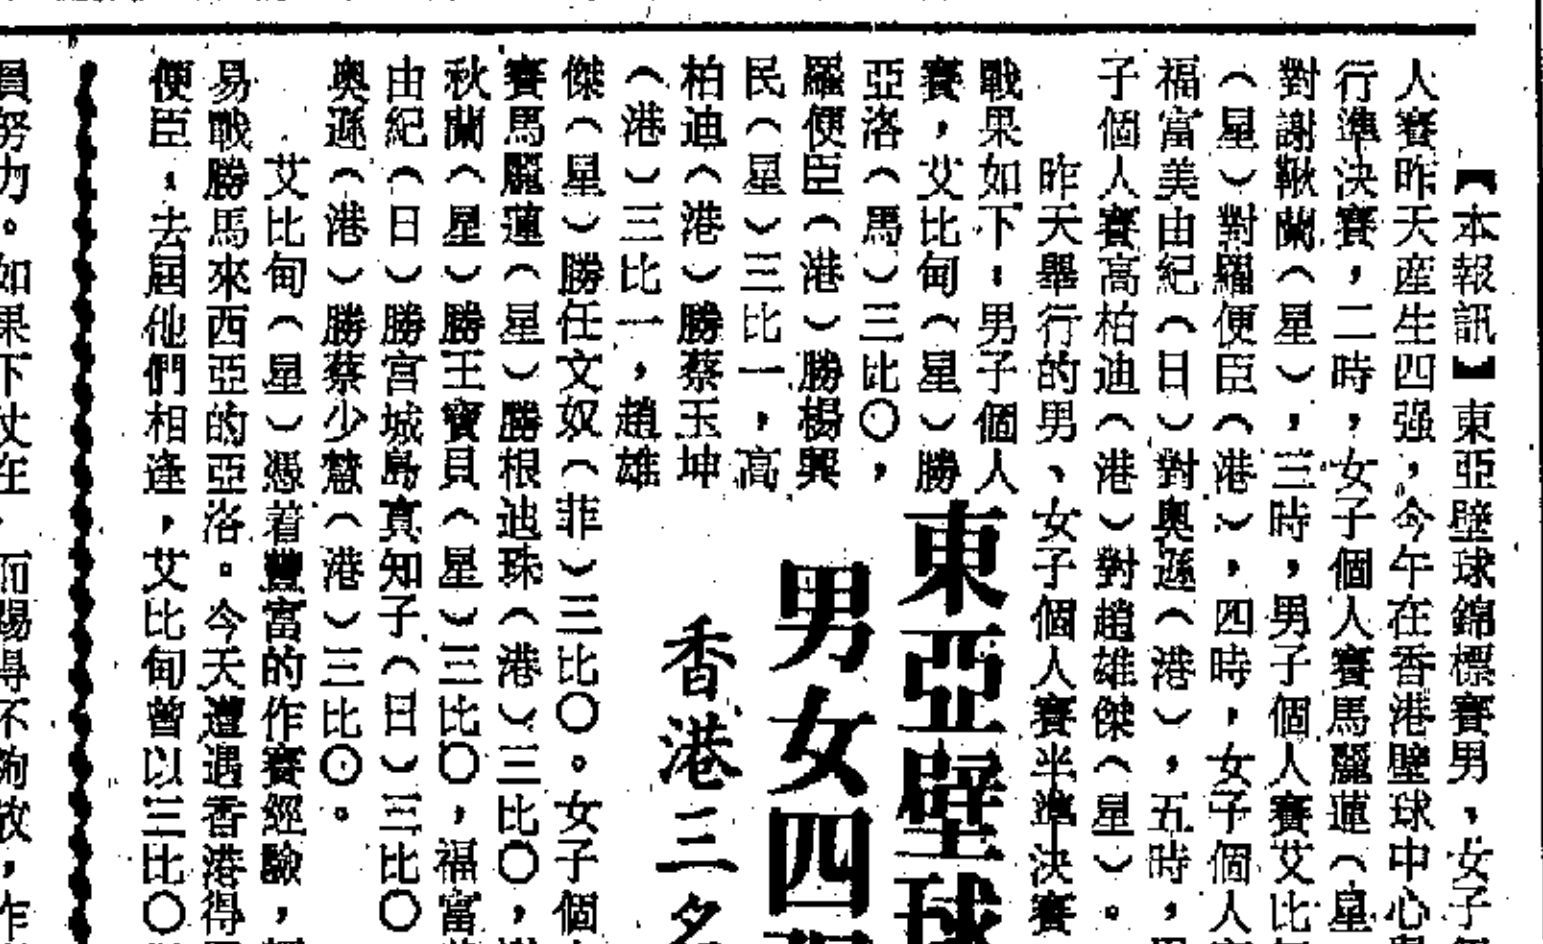 【本報訊】東亞壁球錦標賽男,女子
人賽昨天產生四强,今午在香港壁球中心
行準決賽,二時,女子個人賽馬麗蓮(星
對謝鞦蘭(星),三時,男子個人賽艾比
(星)對羅便臣(港),四時,女子個人
福富美由紀(日)對奧遜(港),五時,
子個人賽高柏迪(港)對趙雄傑(星)。
昨天舉行的男、女子個人賽半準決賽
戰果如下:男子個人
賽,艾比甸(星)勝
亞洛(馬)三比〇,
羅便臣(港)勝楊興
民(星)三比一,高
柏迪(港)勝蔡玉坤
(港)三比一,趙雄
東亞壁球
男女四
香港三名
傑(星)勝任文奴(菲)三比〇。女子個
賽馬麗蓮(星)勝根迪珠(港)三比〇,
秋蘭(星)勝王寶貝(星)三比〇,福富
由紀(日)勝宮城島真知子(日)三比〇
奧遜(港)勝蔡少慧(港)三比〇。
艾比甸(星)憑着豐富的作賽經驗,
易戰勝馬來西亞的亞洛。今天遭遇香港得
便臣,去屆他們相逢,艾比甸曾以三比〇
員努力。如果下丈在,而踢得不夠放,作